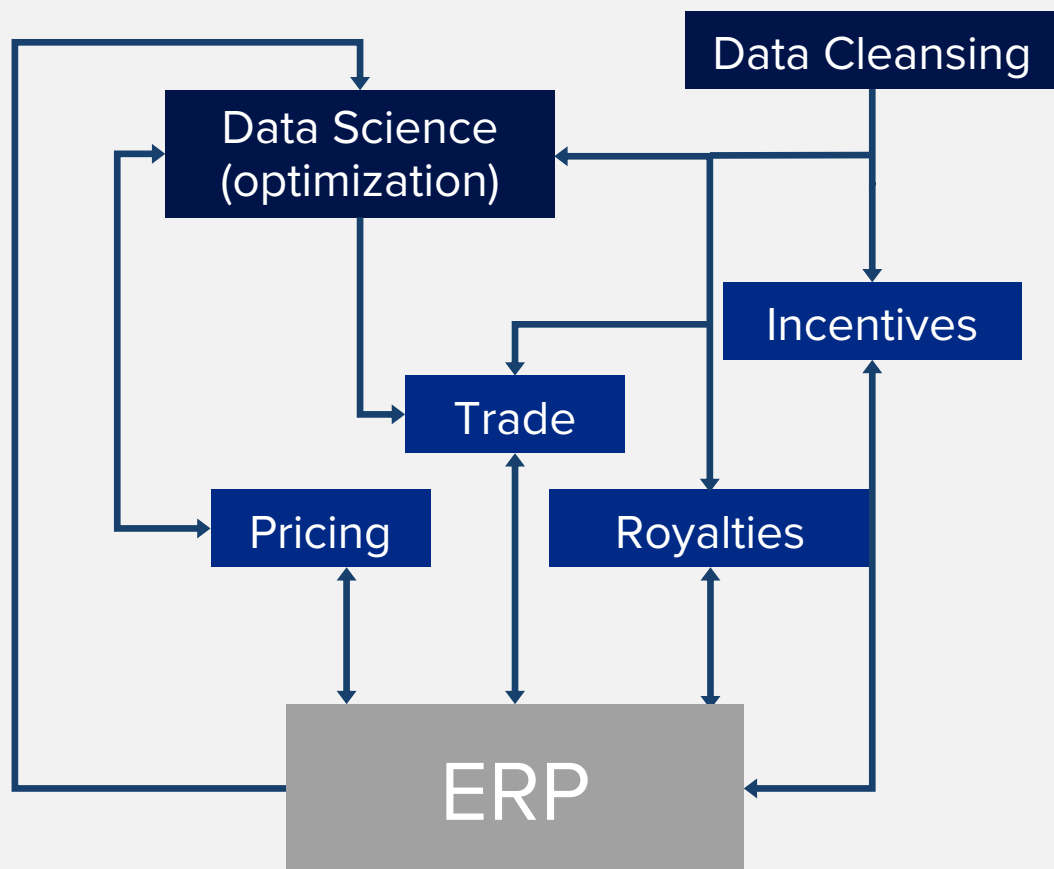 Data Cleansing
Data Science
(optimization)
Incentives
Trade
Pricing
Royalties
ERP